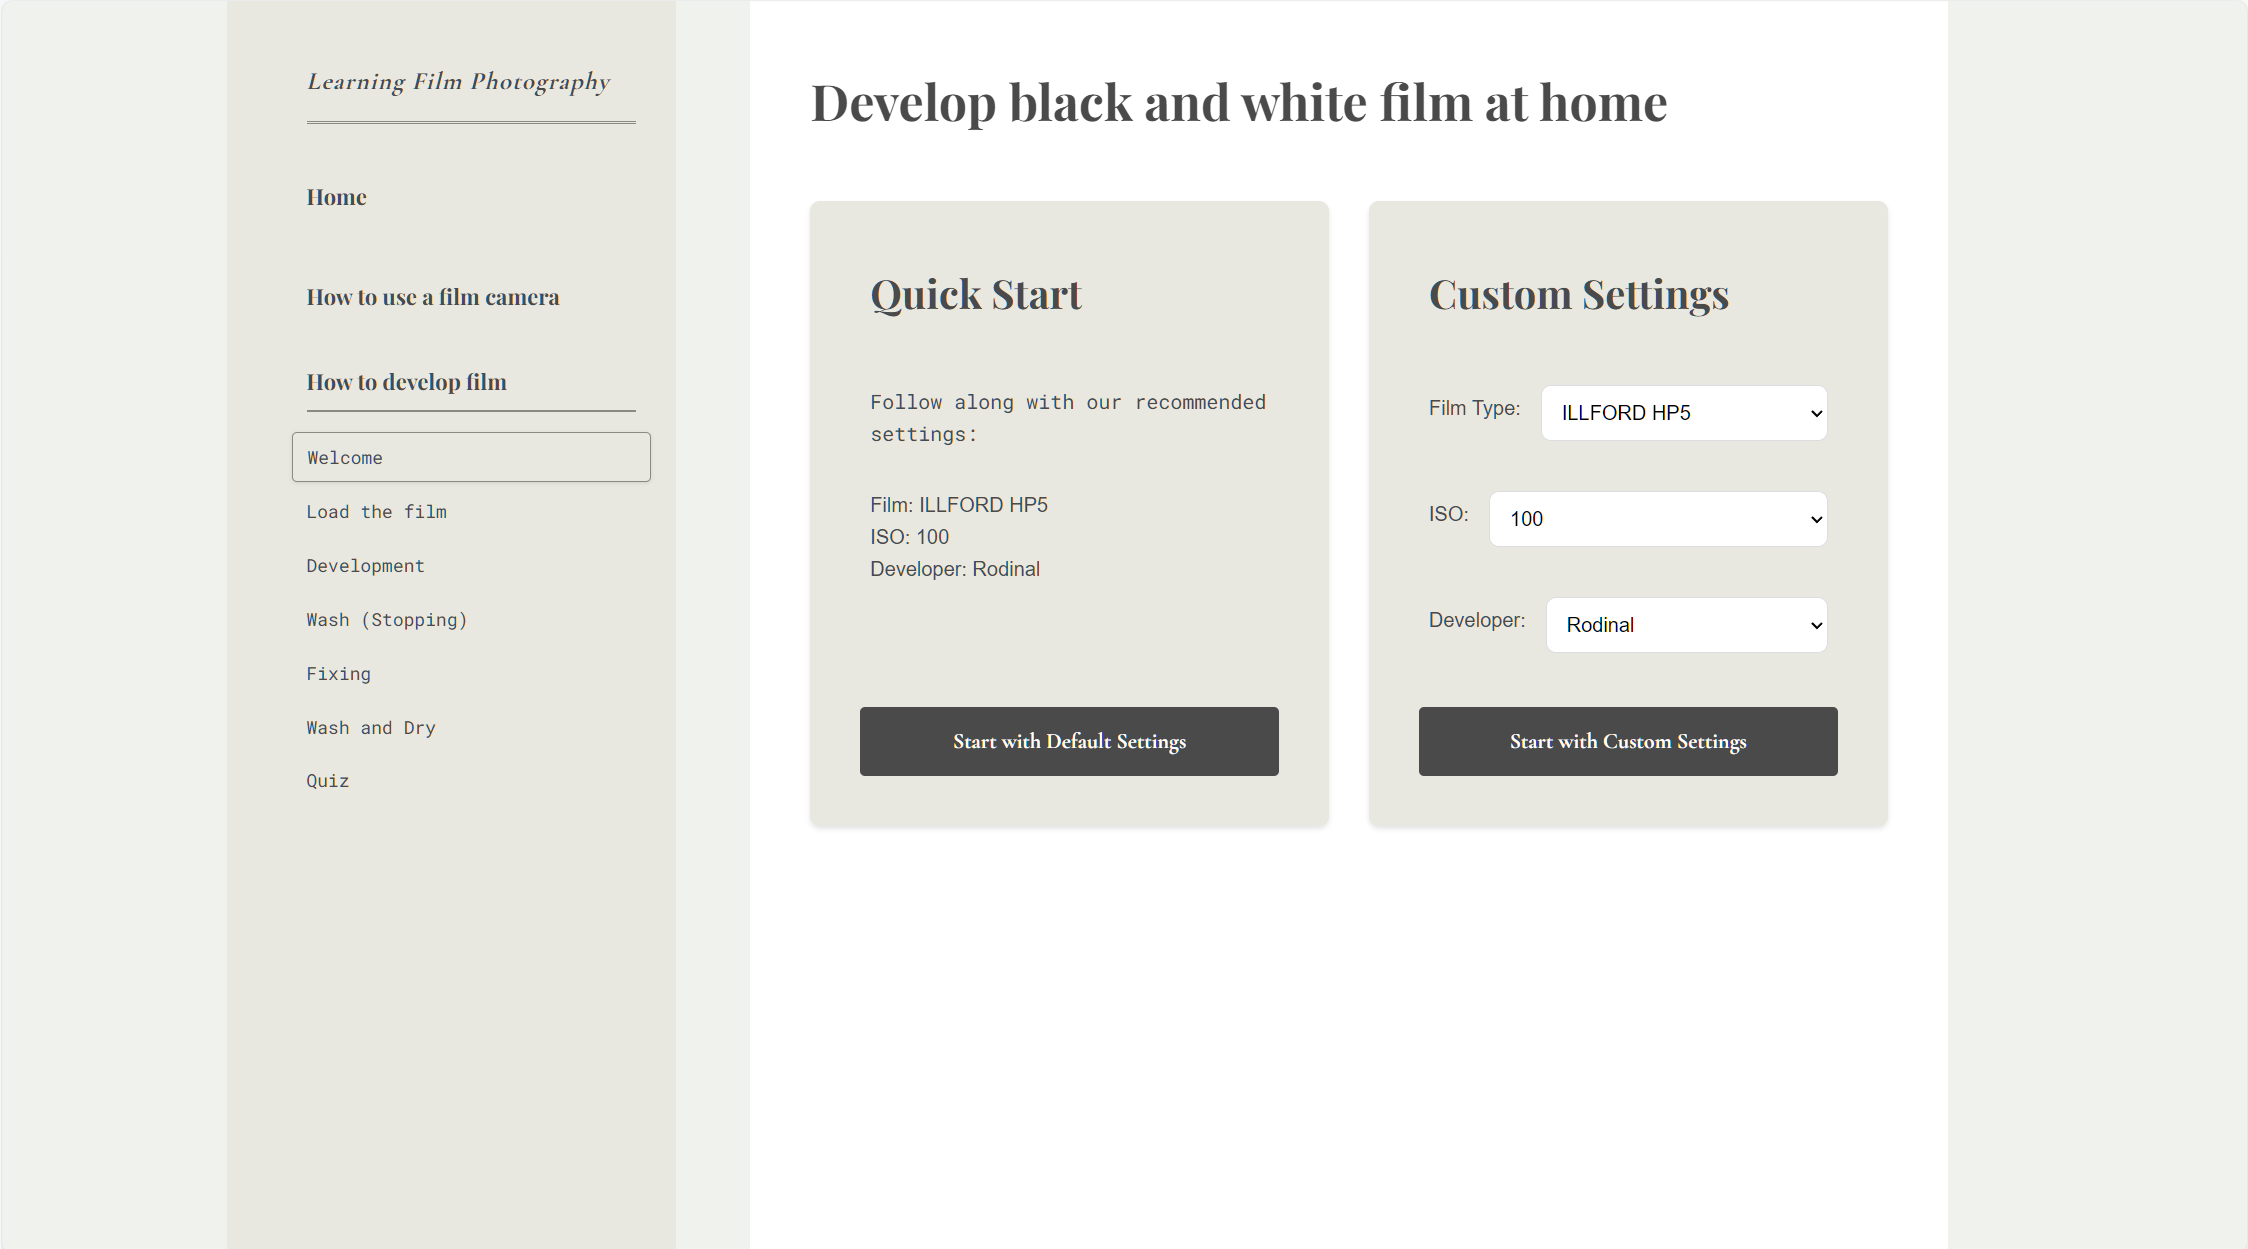 Learning Film Photography
Home
How to use a film camera
How to develop film
Welcome
Load the film
Development
Wash (Stopping)
Fixing
Wash and Dry
Quiz
Develop black and white film at home
Quick Start
Follow along with our recommended
settings:
Film: ILLFORD HP5
ISO: 100
Developer: Rodinal
Start with Default Settings
Custom Settings
Film Type: ILLFORD HP5
ISO: 100
Developer: Rodinal
Start with Custom Settings